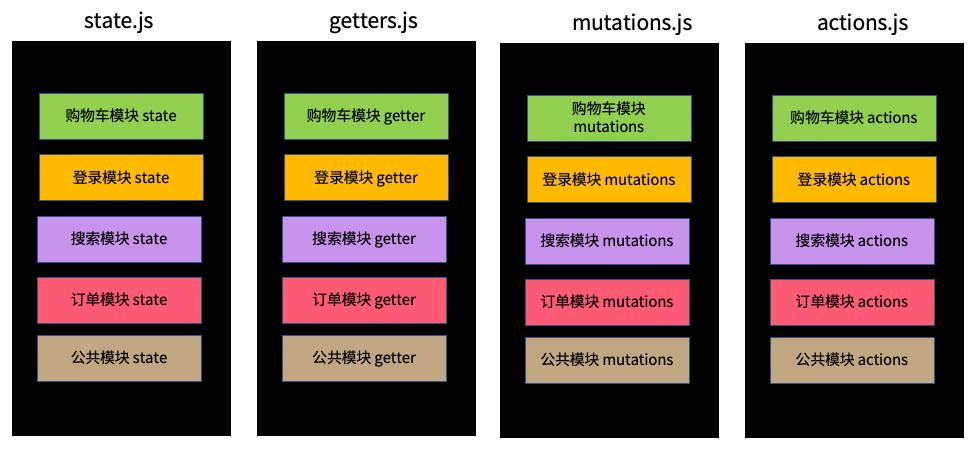 state.js
购物车模块 state
登录模块 state
搜索模块 state
订单模块 state
公共模块 state
getters.js
购物车模块 getter
登录模块 getter
搜索模块 getter
订单模块 getter
公共模块 getter
mutations.js
购物车模块
mutations
登录模块 mutations
搜索模块 mutations
订单模块 mutations
公共模块 mutations
actions.js
购物车模块 actions
登录模块 actions
搜索模块 actions
订单模块 actions
公共模块 actions